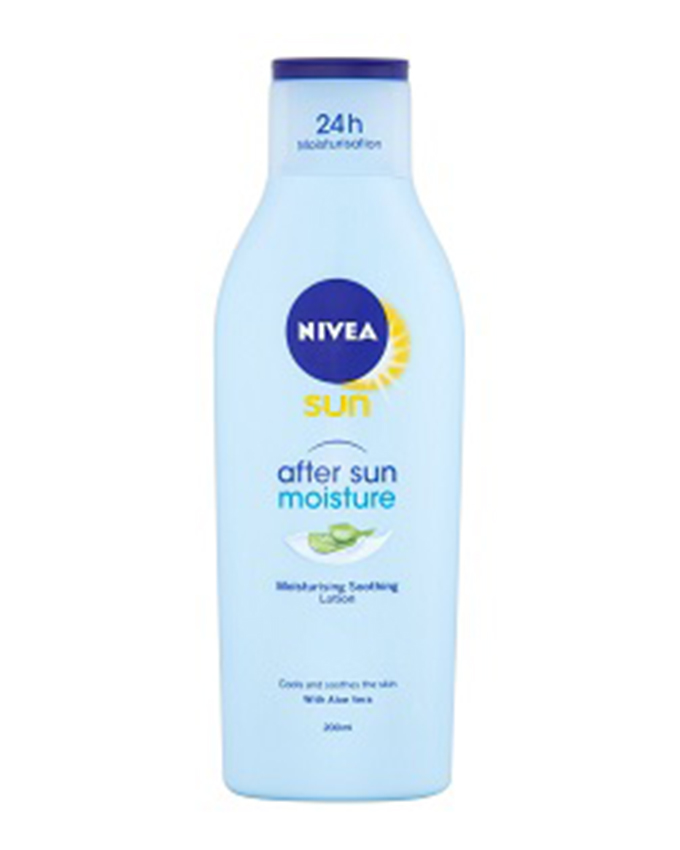 24h
Moisturisation
NIVEA
sun
after sun
moisture
Moisturising Soothing
Lotion
Cools and soothes the skin
With Aloe Vera
200ml